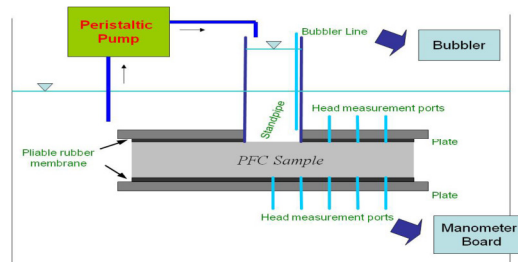 Peristaltic
Pump
Bubbler Line
Bubbler
Standpipe
Head measurement ports
Pliable rubber
membrane
Plate
PFC Sample
Plate
Head measurement ports
Manometer
Board